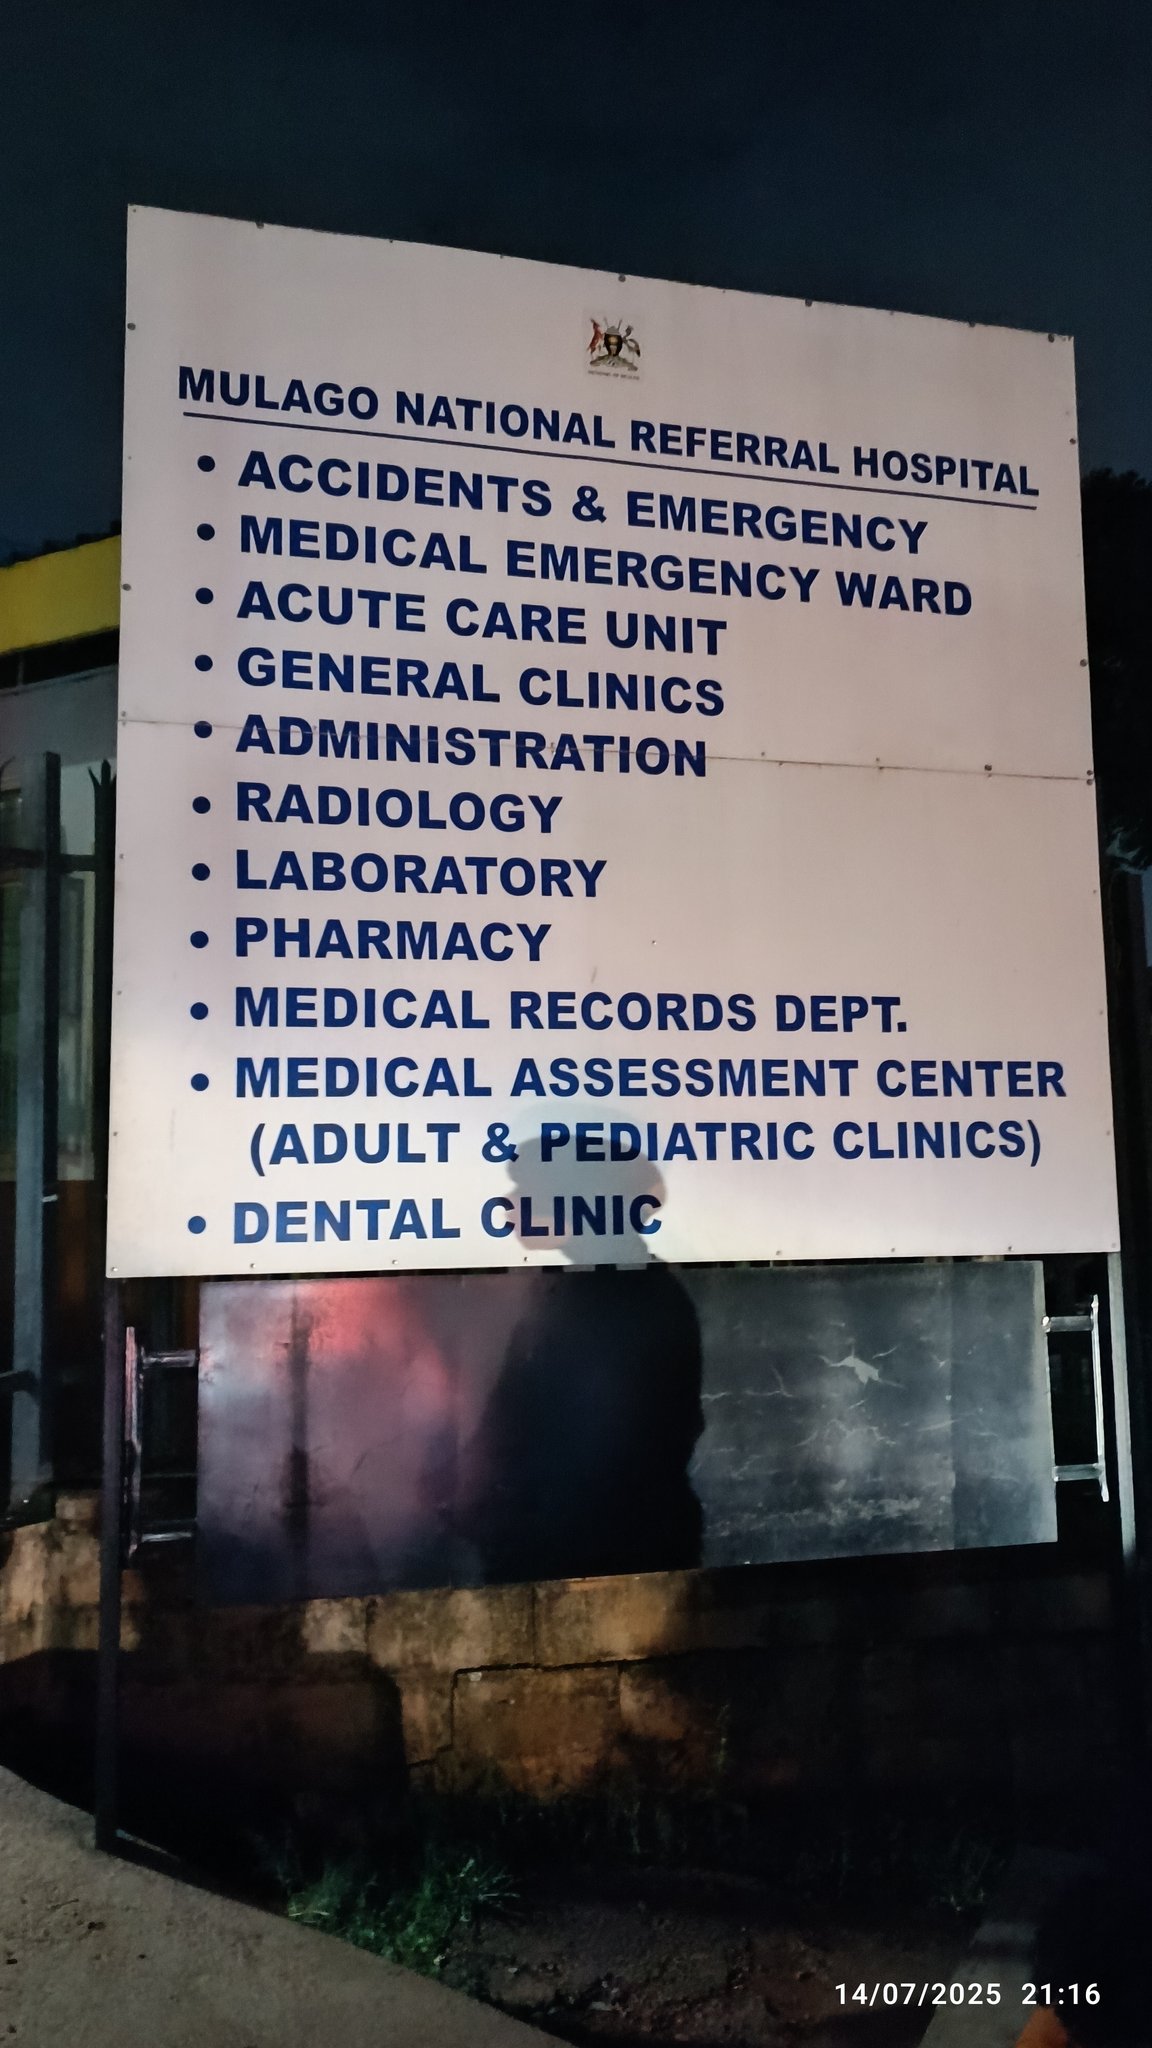 MULAGO NATIONAL REFERRAL HOSPITAL
• ACCIDENTS & EMERGENCY
• MEDICAL EMERGENCY WARD
• ACUTE CARE UNIT
• GENERAL CLINICS
• ADMINISTRATION
• RADIOLOGY
• LABORATORY
• PHARMACY
• MEDICAL RECORDS DEPT.
• MEDICAL ASSESSMENT CENTER
(ADULT & PEDIATRIC CLINICS)
• DENTAL CLINIC
14/07/2025 21:16